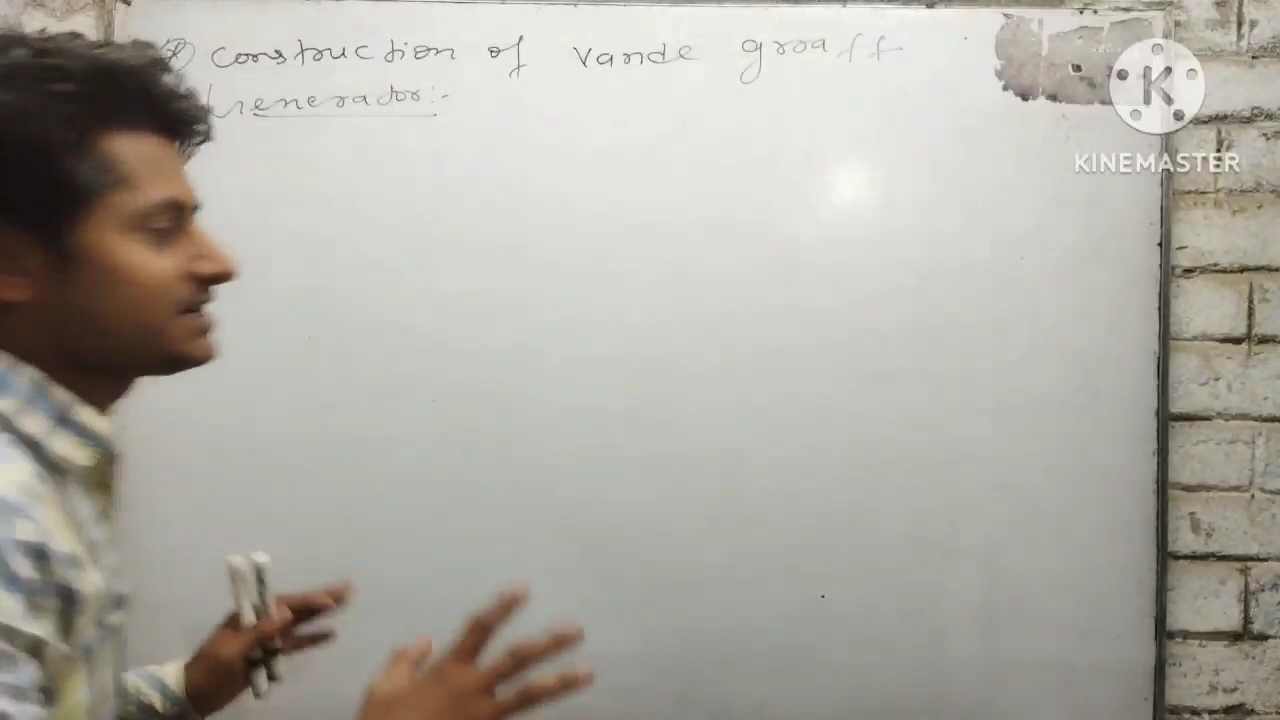 construction of vande graaff
Generator:-
K
KINEMASTER